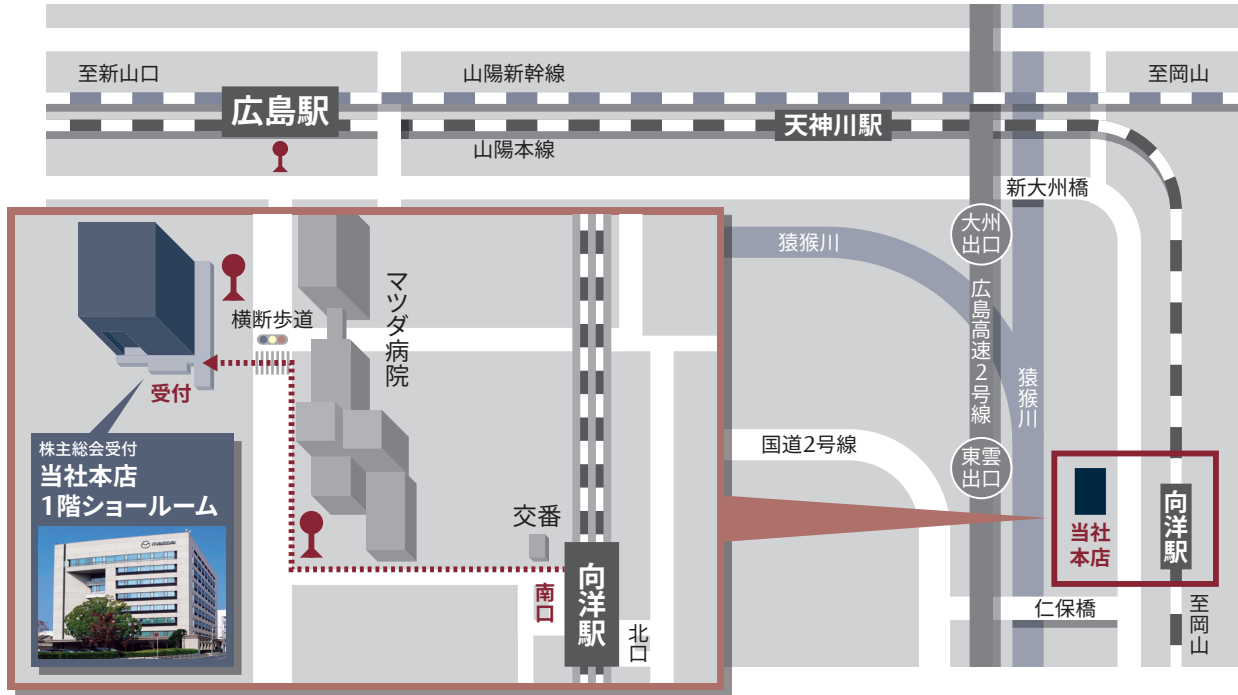 至新山口
山陽新幹線
至岡山
広島駅
天神川駅
山陽本線
新大州橋
猿猴川
大州
出口
広島高速2号線
猿猴川
国道2号線
東雲
出口
当社
本店
向洋駅
仁保橋
至岡山
マツダ病院
横断歩道
受付
株主総会受付
当社本店
1階ショールーム
交番
南口
向洋駅
北口